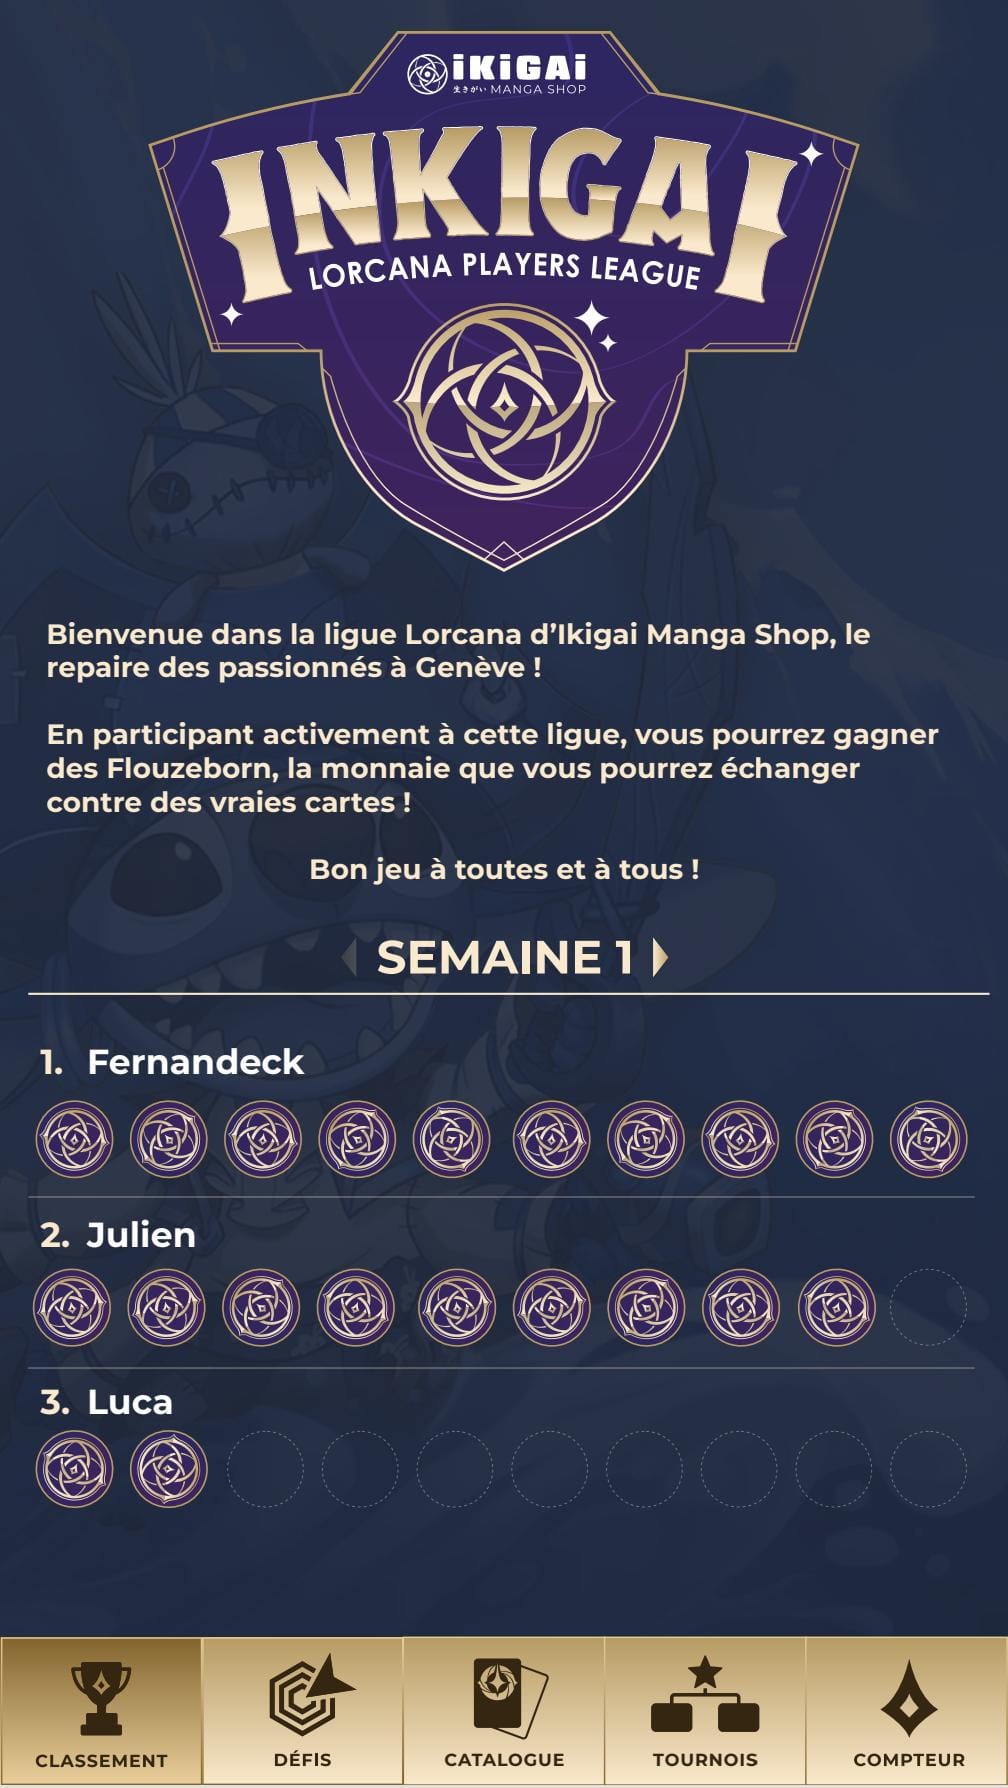 iKiGAi
生きがい MANGA SHOP
INKIGAI
LORCANA PLAYERS LEAGUE
Bienvenue dans la ligue Lorcana d’Ikigai Manga Shop, le
repaire des passionnés à Genève !
En participant activement à cette ligue, vous pourrez gagner
des Flouzeborn, la monnaie que vous pourrez échanger
contre des vraies cartes !
Bon jeu à toutes et à tous !
SEMAINE 1
1. Fernandeck
2. Julien
3. Luca
CLASSEMENT DÉFIS CATALOGUE TOURNOIS COMPTEUR